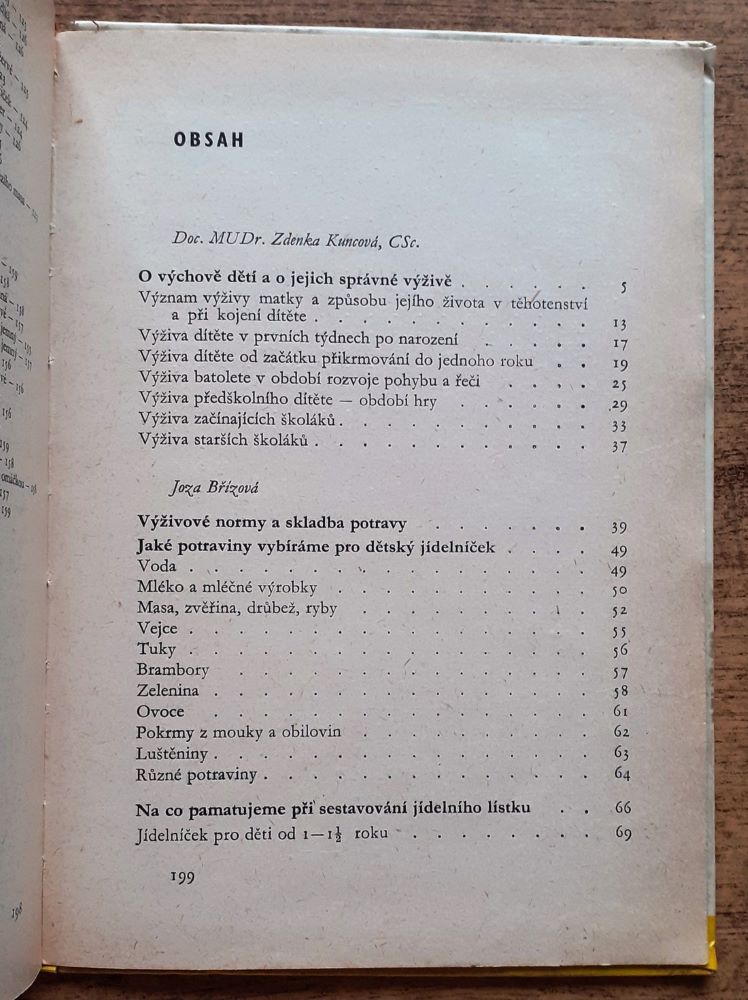 OBSAH
Doc. MUDr. Zdenka Kuncová, CSc.
O výchově dětí a o jejich správné výživě . . . . . . 5
Význam výživy matky a způsobu jejího života v těhotenství
a při kojení dítěte . . . . . . . . . . . . 13
Výživa dítěte v prvních týdnech po narození . . . . . 17
Výživa dítěte od začátku přikrmování do jednoho roku . . 19
Výživa batolete v období rozvoje pohybu a řeči . . . . 25
Výživa předškolního dítěte — období hry . . . . . . 29
Výživa začínajících školáků . . . . . . . . . . . 33
Výživa starších školáků . . . . . . . . . . . . 37
Joza Břízová
Výživové normy a skladba potravy . . . . . . . 39
Jaké potraviny vybíráme pro dětský jídelníček . . . . 49
Voda . . . . . . . . . . . . . . . . . 49
Mléko a mléčné výrobky . . . . . . . . . . . 50
Masa, zvěřina, drůbež, ryby . . . . . . . . . . 52
Vejce . . . . . . . . . . . . . . . . . 55
Tuky . . . . . . . . . . . . . . . . . 56
Brambory . . . . . . . . . . . . . . . 57
Zelenina . . . . . . . . . . . . . . . . 58
Ovoce . . . . . . . . . . . . . . . . 61
Pokrmy z mouky a obilovin . . . . . . . . . . 62
Luštěniny . . . . . . . . . . . . . . . . 63
Různé potraviny . . . . . . . . . . . . . . 64
Na co pamatujeme při sestavování jídelního lístku . . 66
Jídelníček pro děti od 1—1½ roku . . . . . . . . 69
199
198